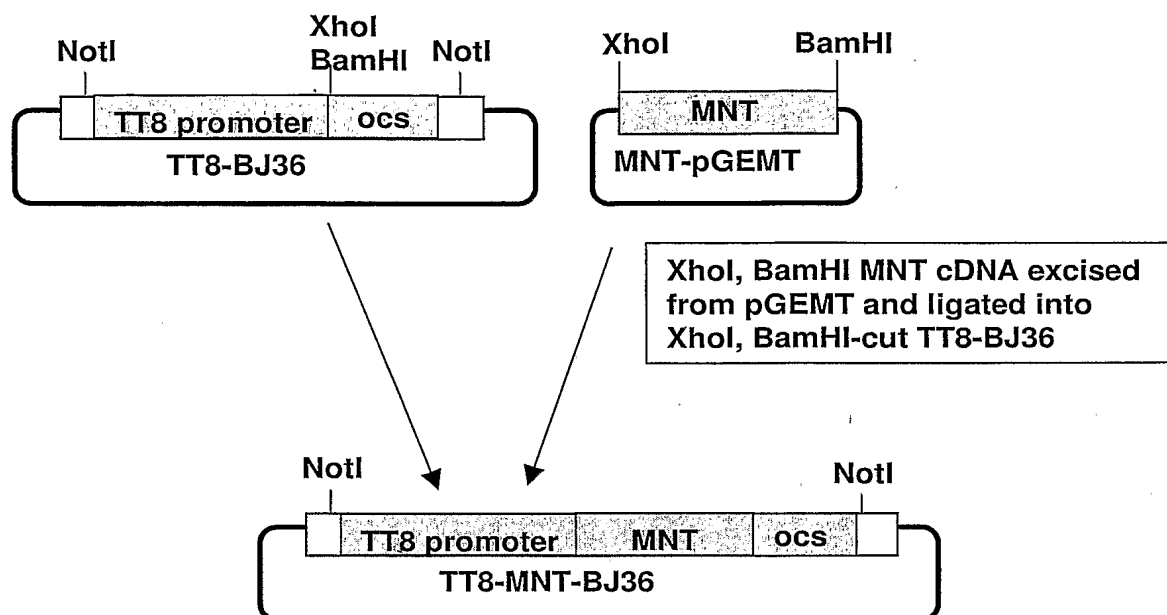 NotI
XhoI
BamHI
NotI
TT8 promoter
ocs
TT8-BJ36
XhoI
BamHI
MNT
MNT-pGEMT
XhoI, BamHI MNT cDNA excised
from pGEMT and ligated into
XhoI, BamHI-cut TT8-BJ36
NotI
NotI
TT8 promoter
MNT
ocs
TT8-MNT-BJ36